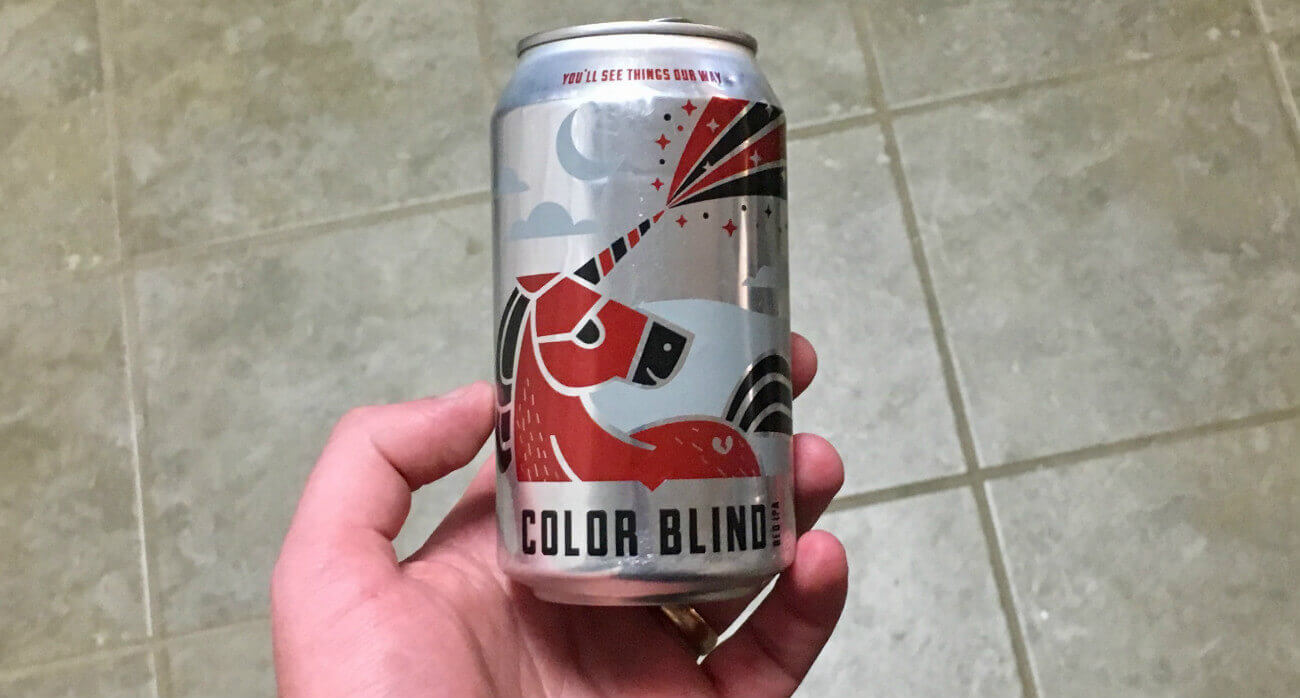 YOU'LL SEE THINGS OUR WAY
COLOR BLIND
RED IPA